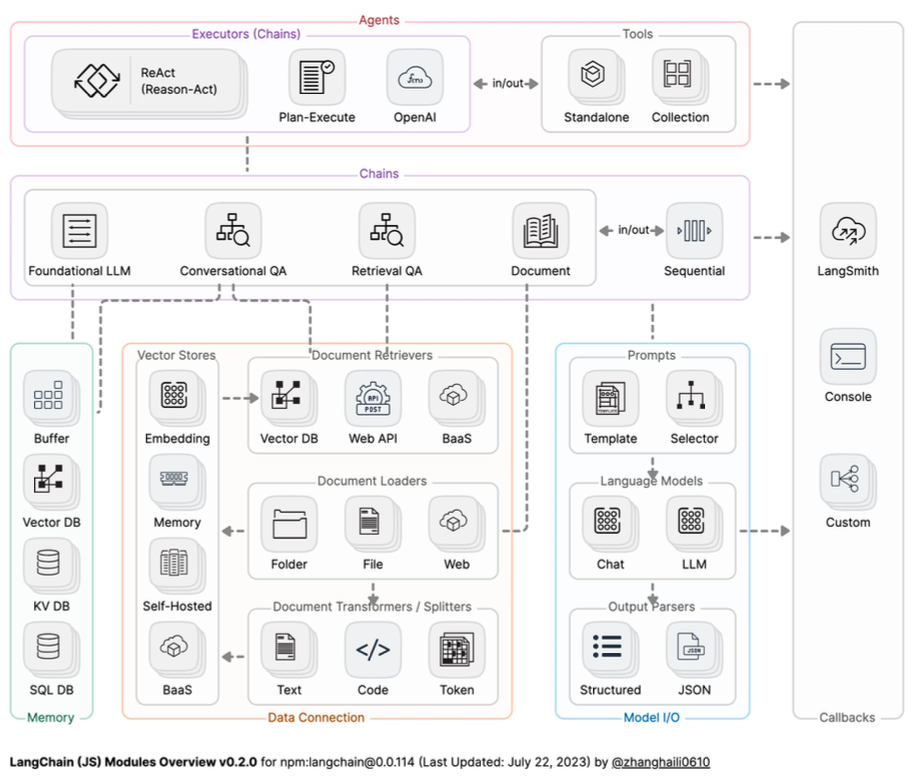 Agents
Executors (Chains)
Tools
ReAct
(Reason-Act)
Plan-Execute
fcns
OpenAI
in/out
Standalone
Collection
Chains
Foundational LLM
Conversational QA
Retrieval QA
Document
in/out
Sequential
LangSmith
Console
Custom
Callbacks
Buffer
Vector DB
KV DB
SQL DB
Memory
Vector Stores
Embedding
Memory
Self-Hosted
BaaS
Document Retrievers
Vector DB
API
POST
Web API
BaaS
Document Loaders
Folder
File
Web
Document Transformers / Splitters
Text
</>
Code
Token
Data Connection
Prompts
TEMPLATE
Template
Selector
Language Models
Chat
LLM
Output Parsers
Structured
JSON
JSON
Model I/O
LangChain (JS) Modules Overview v0.2.0 for npm:langchain@0.0.114 (Last Updated: July 22, 2023) by @zhanghaili0610